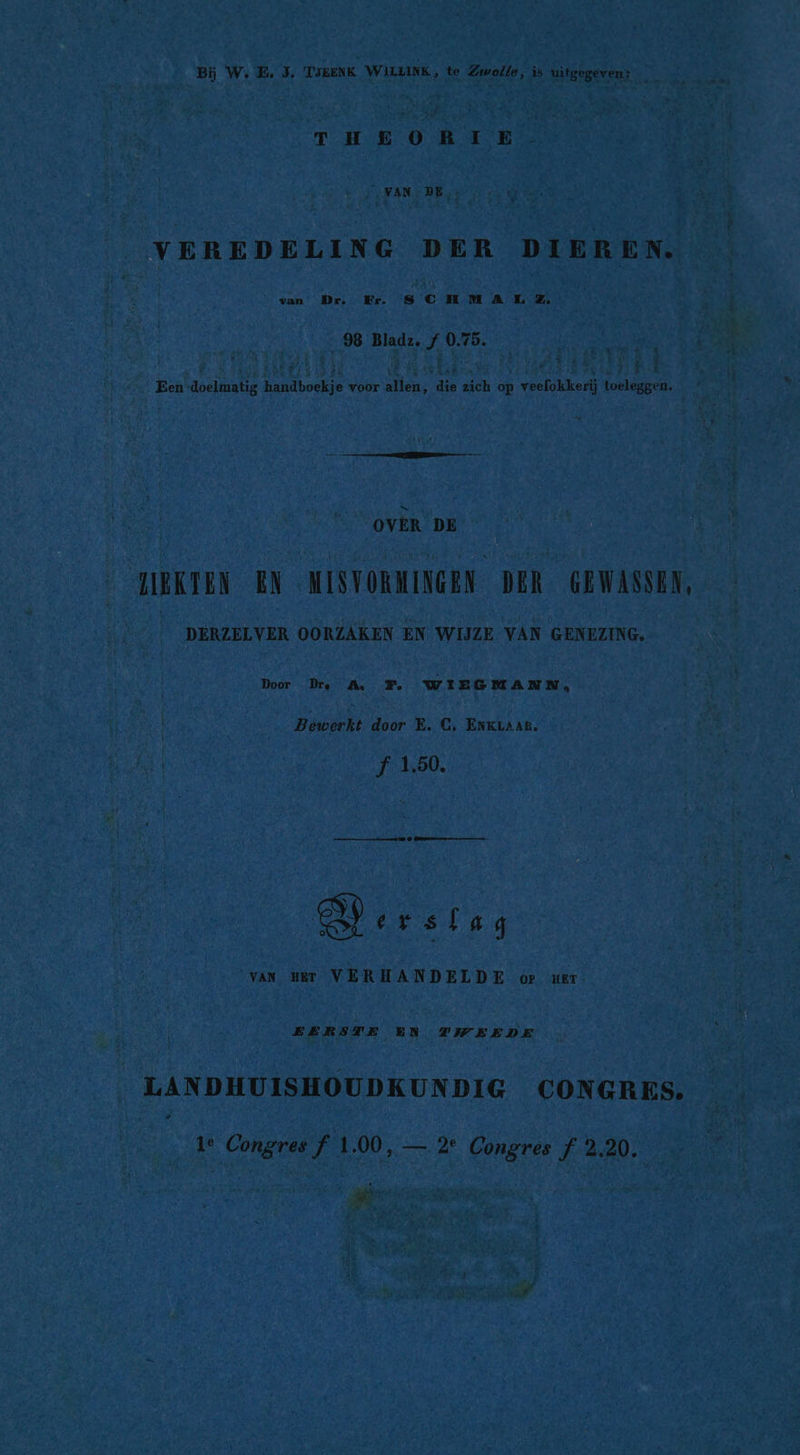 Bij W. E. J. TJEENK WILLINK, te Zwolle, is uitgegeven:
THEORIE
VAN DE
VEREDELING DER DIEREN.
van Dr. Fr. SCHMALZ.
98 Bladz. ƒ 0.75.
Een doelmatig handboekje voor allen, die zich op veefokkerij toeleggen.
OVER DE
ZIEKTEN EN MISVORMINGEN DER GEWASSEN,
DERZELVER OORZAKEN EN WIJZE VAN GENEZING.
Door Dr. A. F. WIEGMANN,
Bewerkt door E. C. ENKLAAR.
ƒ 1.50.
Verslag
VAN HET VERHANDELDE OP HET
EERSTE EN TWEEDE
LANDHUISHOUDKUNDIG CONGRES.
1e Congres ƒ 1.00, — 2e Congres ƒ 2.20.